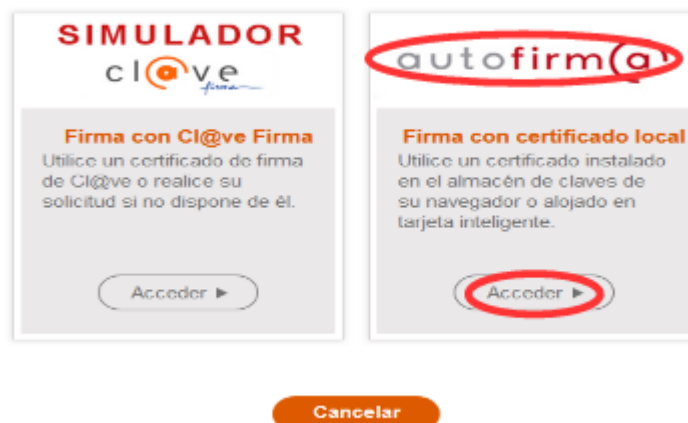 SIMULADOR
cl@ve
firma
Firma con Cl@ve Firma
Utilice un certificado de firma
de Cl@ve o realice su
solicitud si no dispone de él.
Acceder ►
autofirm@
Firma con certificado local
Utilice un certificado instalado
en el almacén de claves de
su navegador o alojado en
tarjeta inteligente.
Acceder ►
Cancelar